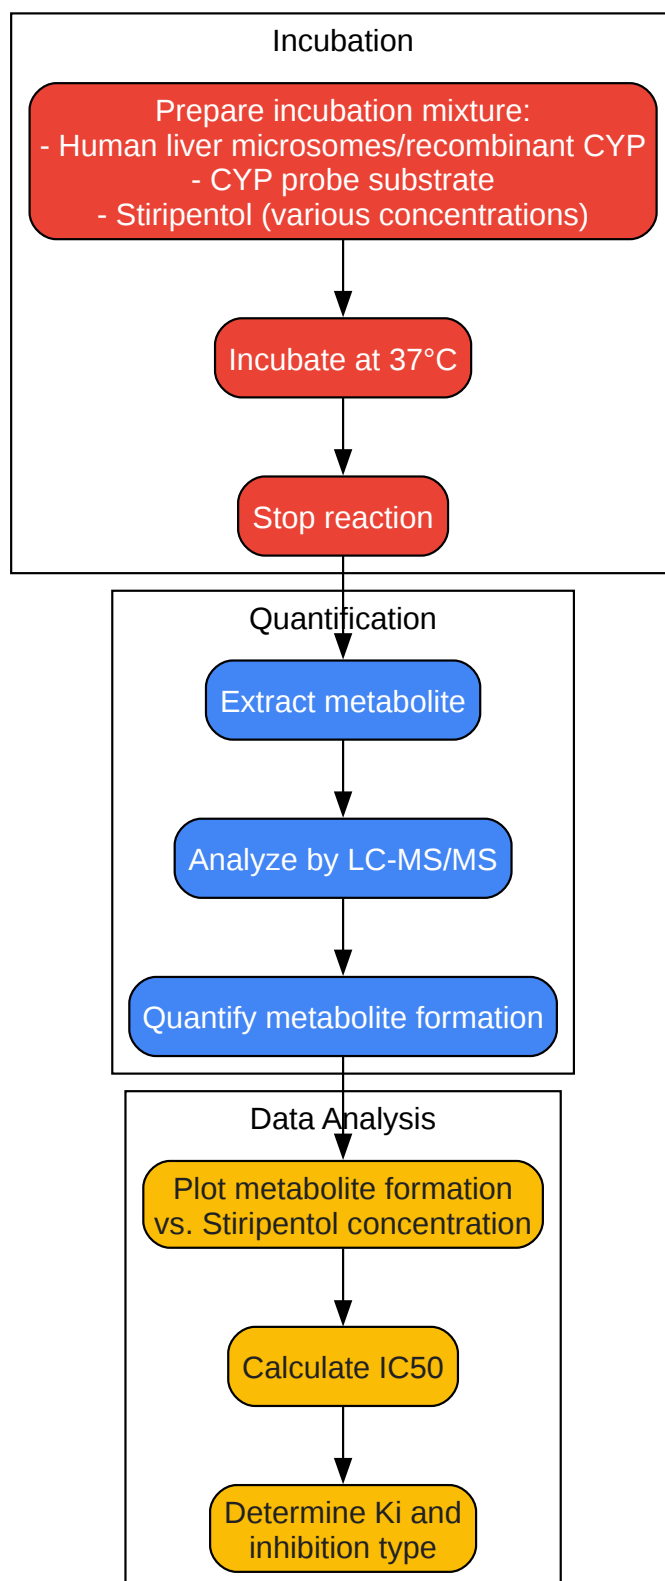 Incubation
Prepare incubation mixture:
- Human liver microsomes/recombinant CYP
- CYP probe substrate
- Stiripentol (various concentrations)
Incubate at 37°C
Stop reaction
Quantification
Extract metabolite
Analyze by LC-MS/MS
Quantify metabolite formation
Data Analysis
Plot metabolite formation
vs. Stiripentol concentration
Calculate IC50
Determine Ki and
inhibition type